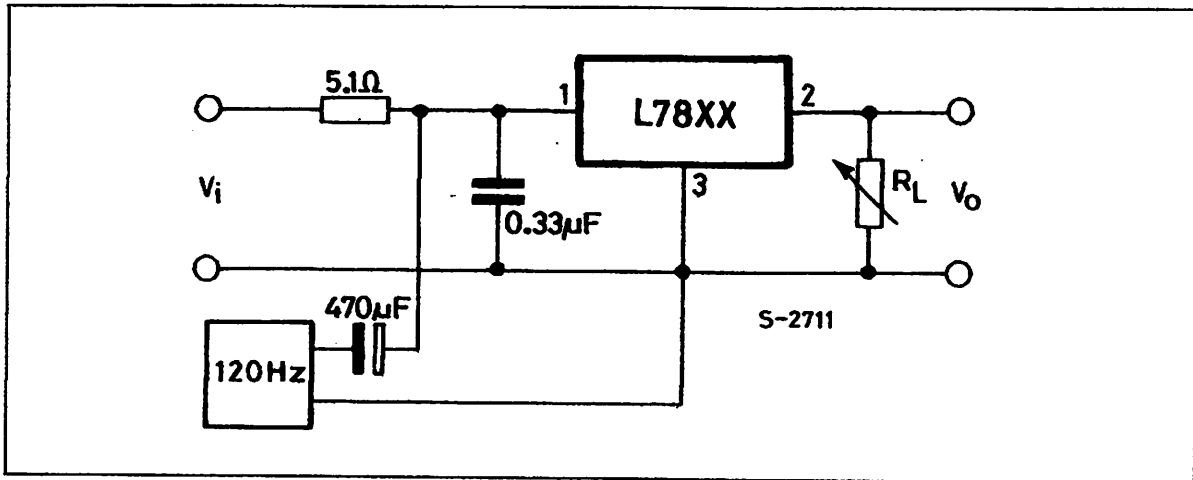 5.1Ω
1
L78XX
2
Vi
0.33µF
3
RL
Vo
470µF
S-2711
120Hz